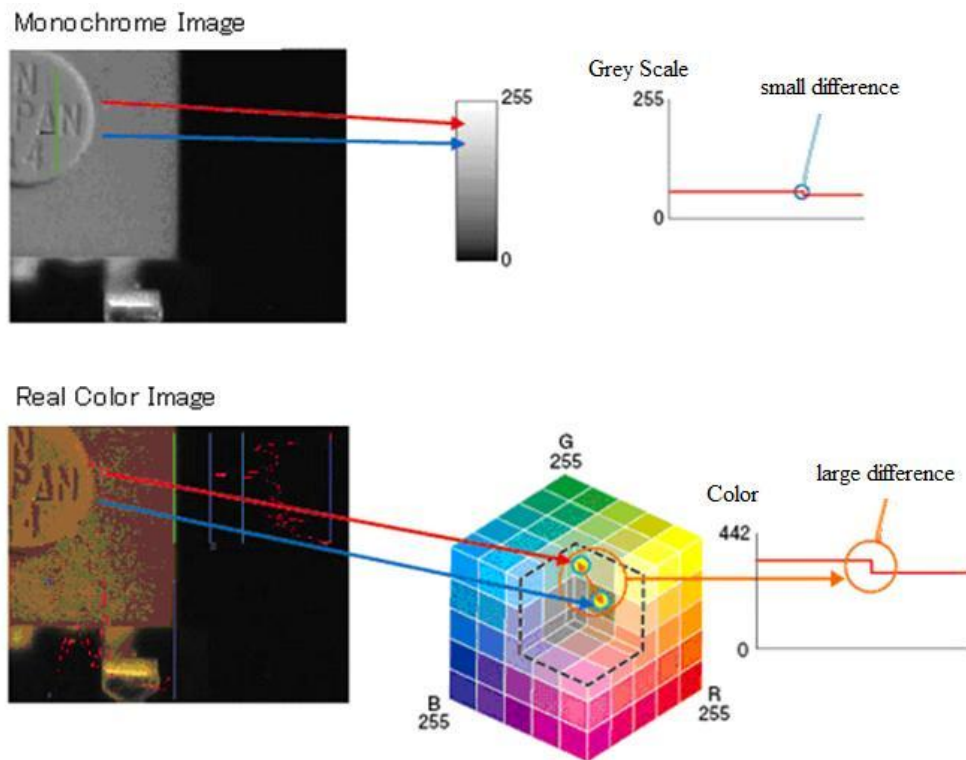 Monochrome Image
N
PAN
14
255
0
Grey Scale
255
0
small difference
Real Color Image
N
PAN
G
255
B
255
R
255
Color
442
0
large difference